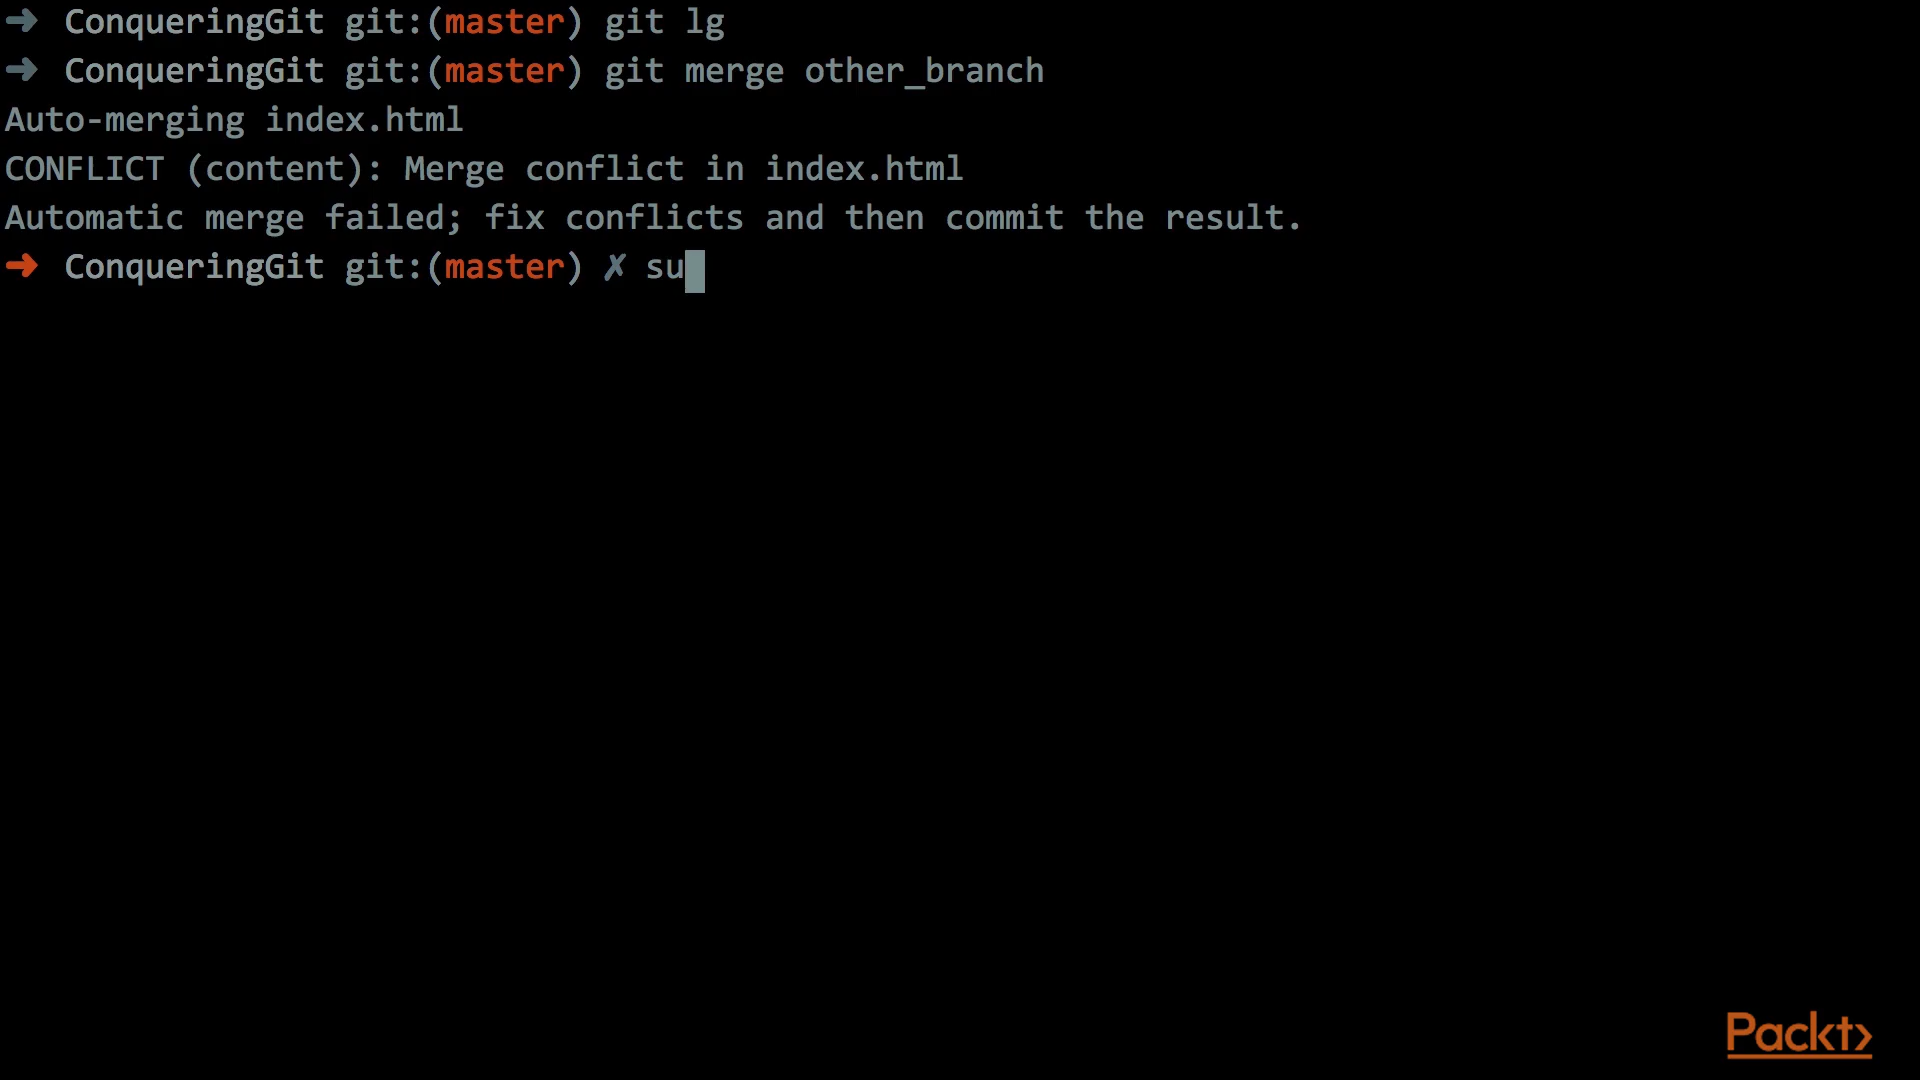 ➜ ConqueringGit git:(master) git lg
➜ ConqueringGit git:(master) git merge other_branch
Auto-merging index.html
CONFLICT (content): Merge conflict in index.html
Automatic merge failed; fix conflicts and then commit the result.
➜ ConqueringGit git:(master) ✗ su
Packt>